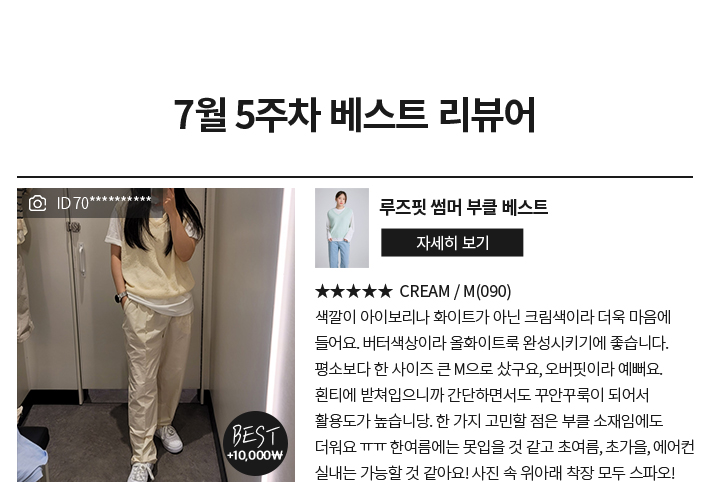 7월 5주차 베스트 리뷰어
ID 70**********
루즈핏 썸머 부클 베스트
자세히 보기
★★★★★ CREAM / M(090)
색깔이 아이보리나 화이트가 아닌 크림색이라 더욱 마음에
들어요. 버터색상이라 올화이트룩 완성시키기에 좋습니다.
평소보다 한 사이즈 큰 M으로 샀구요, 오버핏이라 예뻐요.
흰티에 받쳐입으니까 간단하면서도 꾸안꾸룩이 되어서
활용도가 높습니당. 한 가지 고민할 점은 부클 소재임에도
더워요 ㅠㅠ 한여름에는 못입을 것 같고 초여름, 초가을, 에어컨
실내는 가능할 것 같아요! 사진 속 위아래 착장 모두 스파오!
BEST
+10,000₩